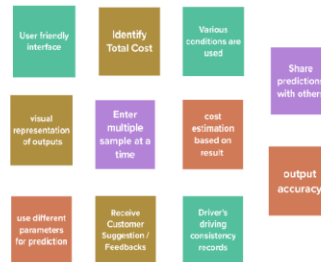 User friendly
interface
Identify
Total Cost
Various
conditions are
used
Share
predictions
with others
visual
representation
of outputs
Enter
multiple
sample at a
time
cost
estimation
based on
result
output
accuracy
use different
parameters
for prediction
Receive
Customer
Suggestion /
Feedbacks
Driver's
driving
consistency
records